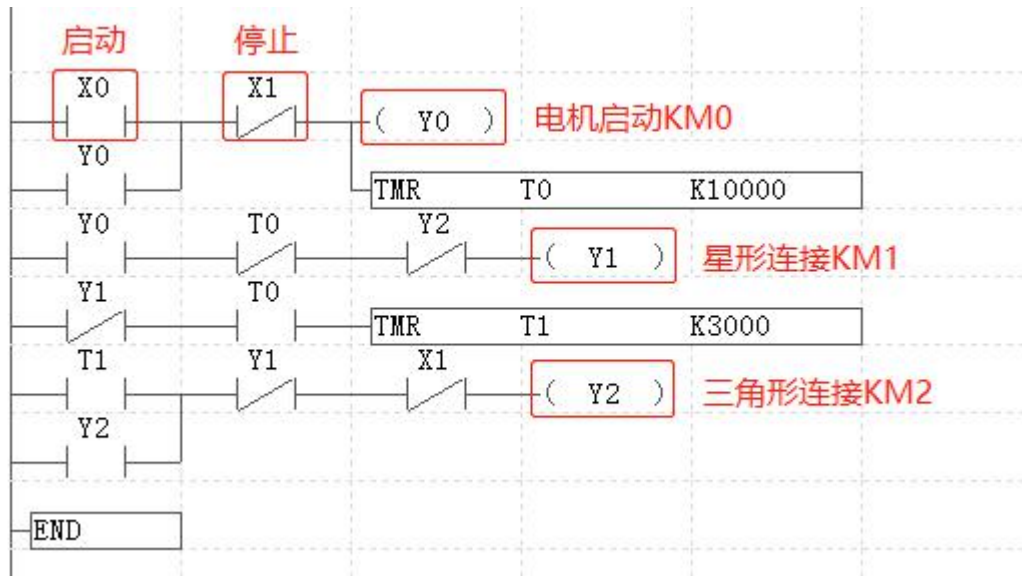 启动 停止
X0 X1
( Y0 ) 电机启动KM0
Y0
TMR T0 K10000
Y0 T0 Y2
( Y1 ) 星形连接KM1
Y1 T0
TMR T1 K3000
T1 Y1 X1
( Y2 ) 三角形连接KM2
Y2
END